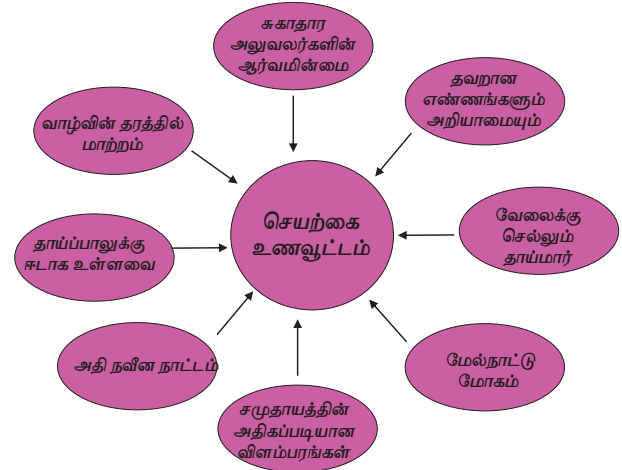 சுகாதார
அலுவலர்களின்
ஆர்வமின்மை
தவறான
எண்ணங்களும்
அறியாமையும்
வாழ்வின் தரத்தில்
மாற்றம்
செயற்கை
உணவூட்டம்
வேலைக்கு
செல்லும்
தாய்மார்
தாய்ப்பாலுக்கு
ஈடாக உள்ளவை
அதி நவீன நாட்டம்
மேல்நாட்டு
மோகம்
சமுதாயத்தின்
அதிகப்படியான
விளம்பரங்கள்